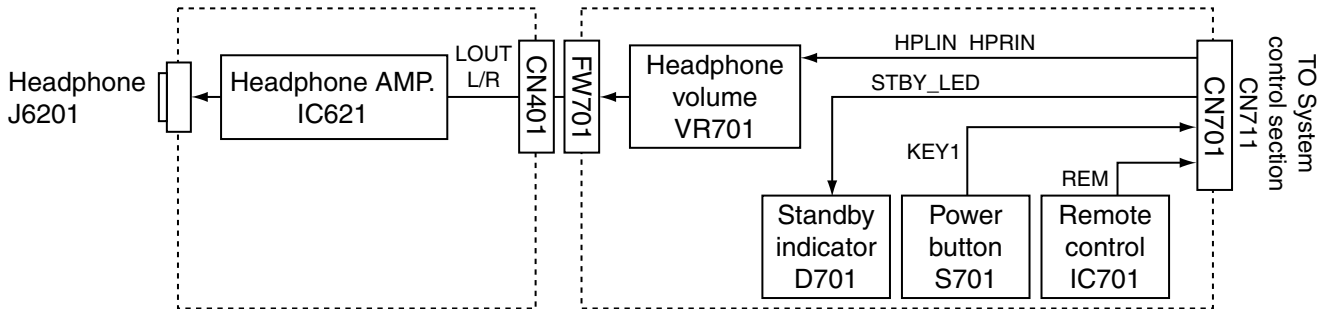 Headphone
J6201
Headphone AMP.
IC621
LOUT
L/R
CN401
FW701
Headphone
volume
VR701
HPLIN HPRIN
STBY_LED
KEY1
REM
Standby
indicator
D701
Power
button
S701
Remote
control
IC701
CN701
CN711
TO System
control section